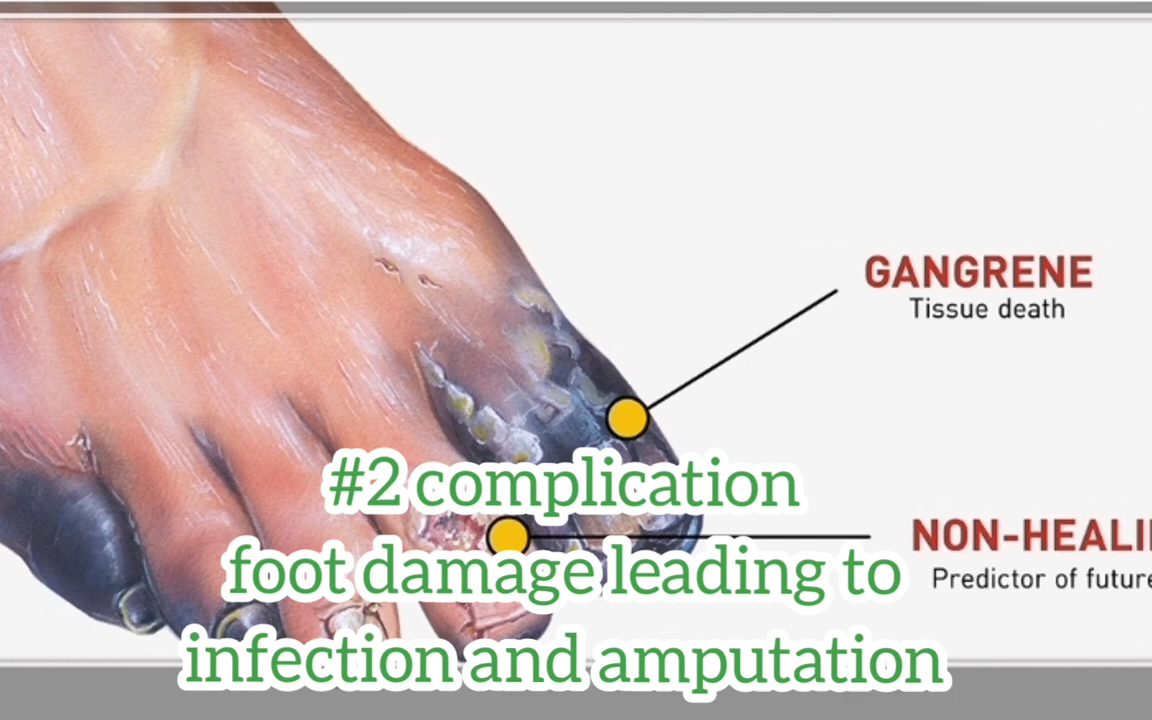 GANGRENE
Tissue death
#2 complication
NON-HEALI
foot damage leading to
Predictor of future
infection and amputation